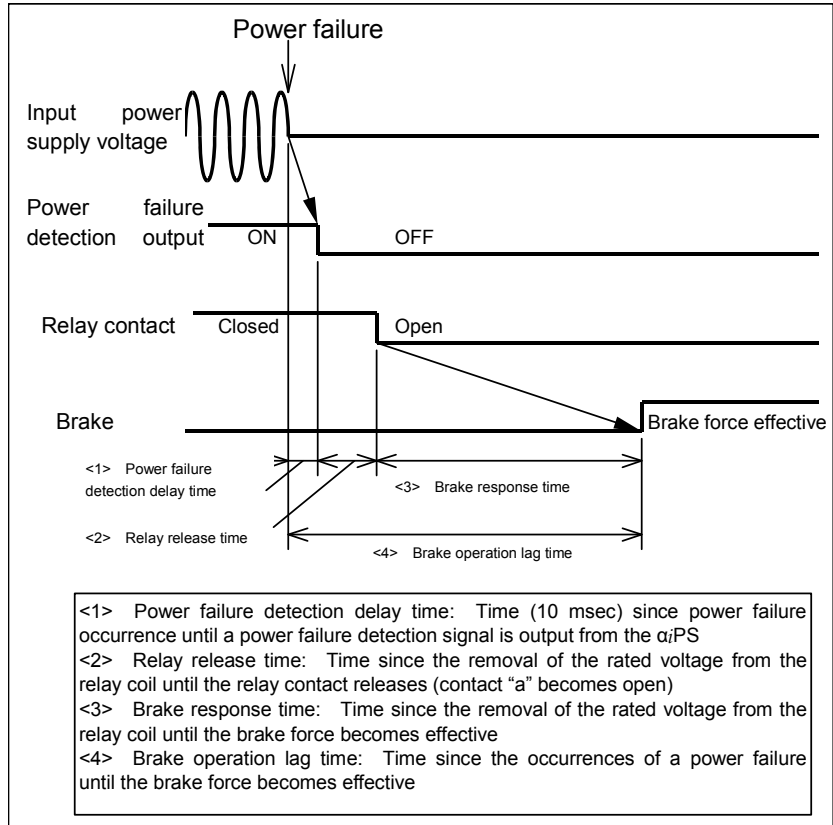 Power failure
Input power
supply voltage
Power failure
detection output
ON
OFF
Relay contact
Closed
Open
Brake
Brake force effective
<1> Power failure
detection delay time
<3> Brake response time
<2> Relay release time
<4> Brake operation lag time
<1> Power failure detection delay time: Time (10 msec) since power failure
occurrence until a power failure detection signal is output from the αiPS
<2> Relay release time: Time since the removal of the rated voltage from the
relay coil until the relay contact releases (contact “a” becomes open)
<3> Brake response time: Time since the removal of the rated voltage from the
relay coil until the brake force becomes effective
<4> Brake operation lag time: Time since the occurrences of a power failure
until the brake force becomes effective